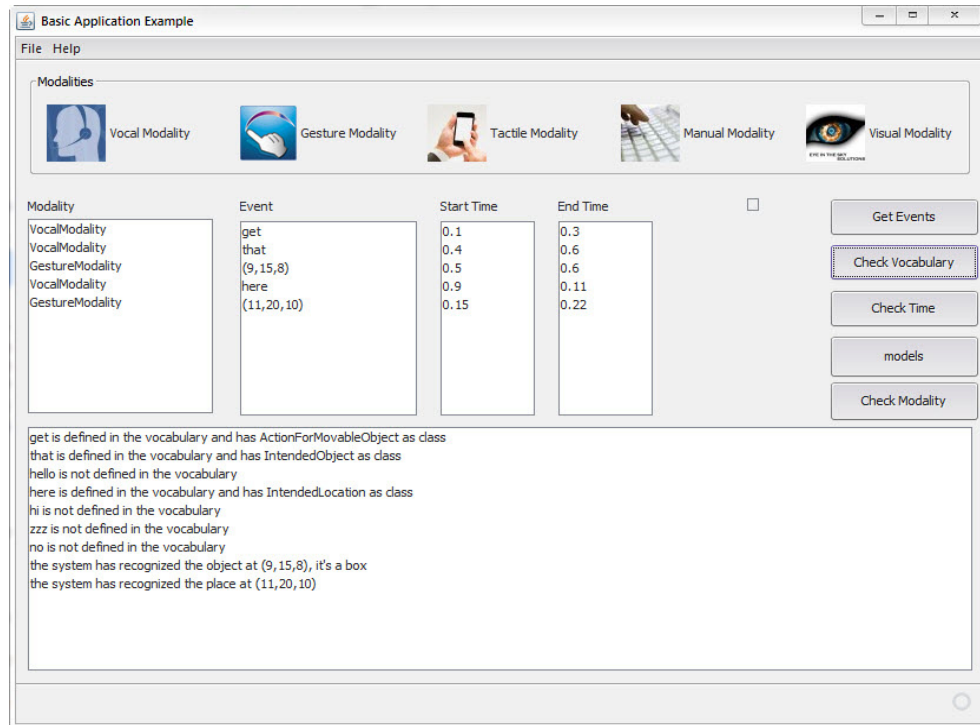 Basic Application Example
File Help
Modalities
Vocal Modality
Gesture Modality
Tactile Modality
Manual Modality
EYE IN THE SKY
SOLUTIONS
Visual Modality
Modality Event Start Time End Time
Get Events
VocalModality get 0.1 0.3
VocalModality that 0.4 0.6
GestureModality (9,15,8) 0.5 0.6
VocalModality here 0.9 0.11
GestureModality (11,20,10) 0.15 0.22
Check Vocabulary
Check Time
models
Check Modality
get is defined in the vocabulary and has ActionForMovableObject as class
that is defined in the vocabulary and has IntendedObject as class
hello is not defined in the vocabulary
here is defined in the vocabulary and has IntendedLocation as class
hi is not defined in the vocabulary
zzz is not defined in the vocabulary
no is not defined in the vocabulary
the system has recognized the object at (9,15,8), it's a box
the system has recognized the place at (11,20,10)